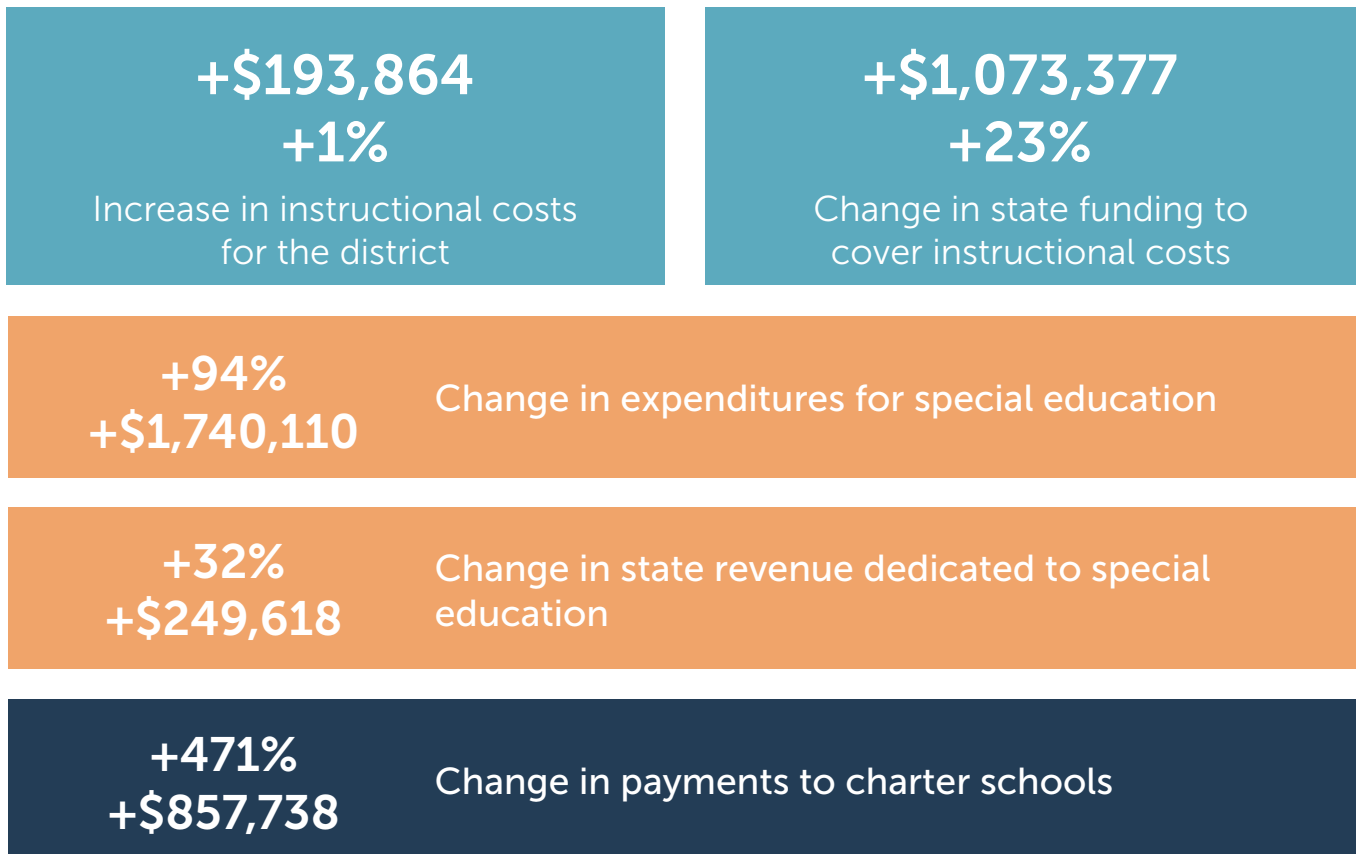 +$193,864
+1%
Increase in instructional costs
for the district
+$1,073,377
+23%
Change in state funding to
cover instructional costs
+94%
+$1,740,110
Change in expenditures for special education
+32%
+$249,618
Change in state revenue dedicated to special
education
+471%
+$857,738
Change in payments to charter schools